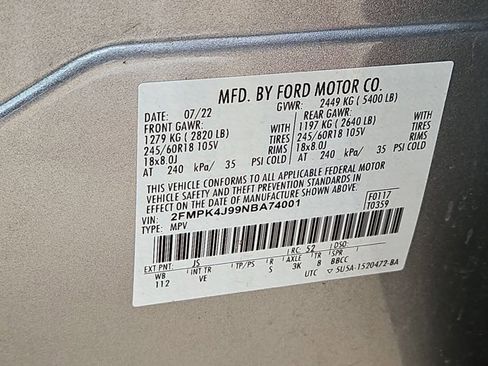 MFD. BY FORD MOTOR CO.
DATE: 07/22 GVWR: 2449 KG ( 5400 LB)
FRONT GAWR: REAR GAWR:
1279 KG ( 2820 LB) WITH 1197 KG ( 2640 LB) WITH
245/60R18 105V TIRES 245/60R18 105V TIRES
18x8.0J RIMS 18x8.0J RIMS
AT 240 kPa/ 35 PSI COLD AT 240 kPa/ 35 PSI COLD
THIS VEHICLE CONFORMS TO ALL APPLICABLE FEDERAL MOTOR
VEHICLE SAFETY AND THEFT PREVENTION STANDARDS IN
EFFECT ON THE DATE OF MANUFACTURE SHOWN ABOVE.
VIN: 2FMPK4J99NBA74001 F0117
TYPE: MPV T0359
EXT PNT: JS RC: 52 DSO:
WB INT TR TP/PS R AXLE TR SPR
112 VE S 3K B BBCC
UTC 5U5A-1520472-BA